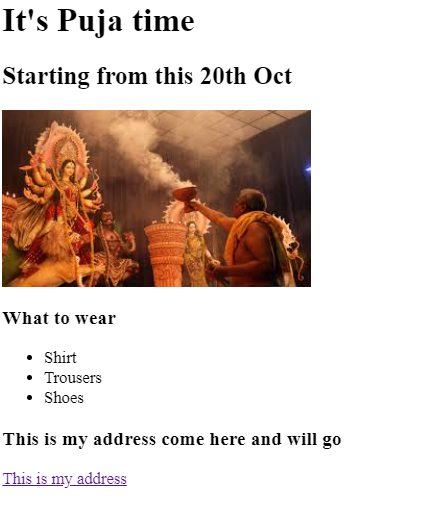 It's Puja time
Starting from this 20th Oct
What to wear
Shirt
Trousers
Shoes
This is my address come here and will go
This is my address